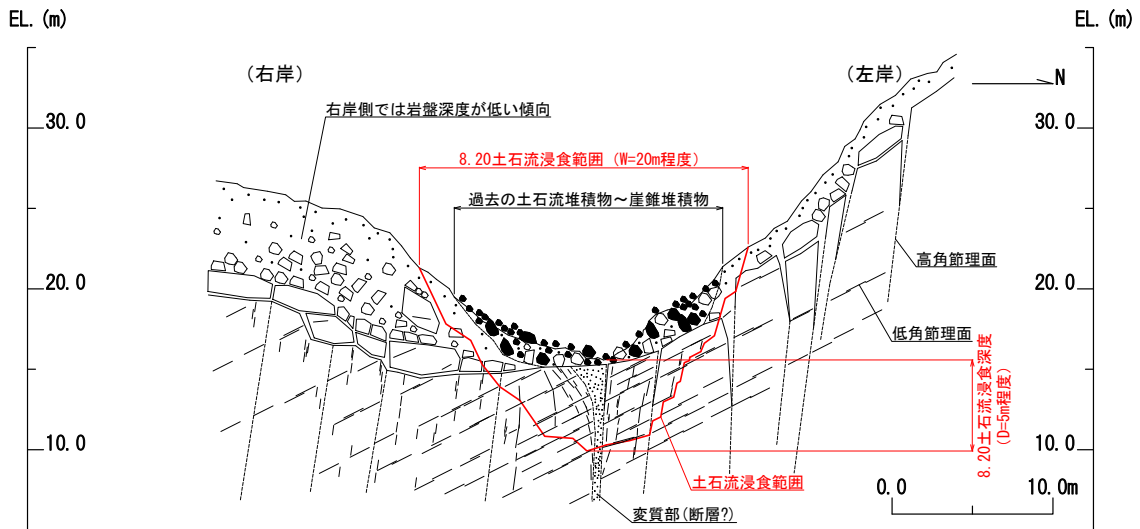 EL. (m)
EL. (m)
(右岸)
(左岸)
N
右岸側では岩盤深度が低い傾向
30.0
30.0
8.20土石流浸食範囲 (W=20m程度)
過去の土石流堆積物～崖錐堆積物
高角節理面
20.0
20.0
低角節理面
8.20土石流浸食深度
(D=5m程度)
10.0
10.0
土石流浸食範囲
0.0
10.0m
変質部(断層?)